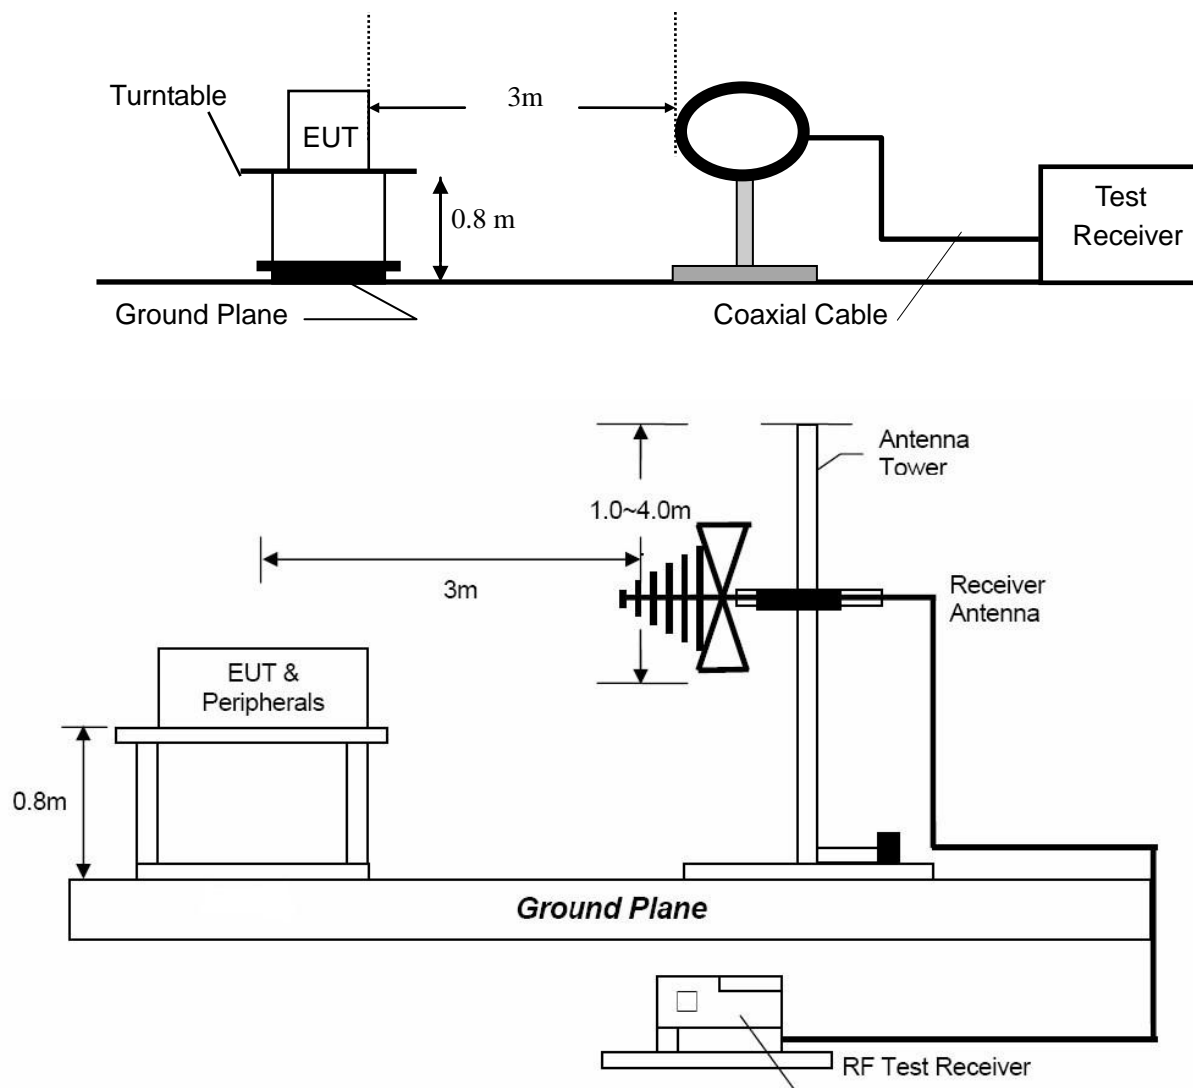 Turntable
3m
EUT
0.8 m
Test
Receiver
Ground Plane
Coaxial Cable
Antenna
Tower
1.0~4.0m
3m
Receiver
Antenna
EUT &
Peripherals
0.8m
Ground Plane
RF Test Receiver